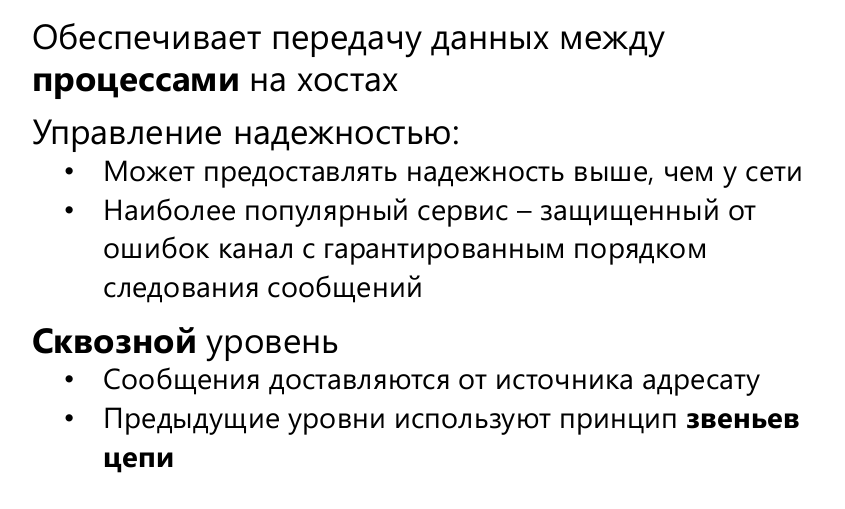 Обеспечивает передачу данных между
процессами на хостах
Управление надежностью:
• Может предоставлять надежность выше, чем у сети
• Наиболее популярный сервис – защищенный от
ошибок канал с гарантированным порядком
следования сообщений
Сквозной уровень
• Сообщения доставляются от источника адресату
• Предыдущие уровни используют принцип звеньев
цепи